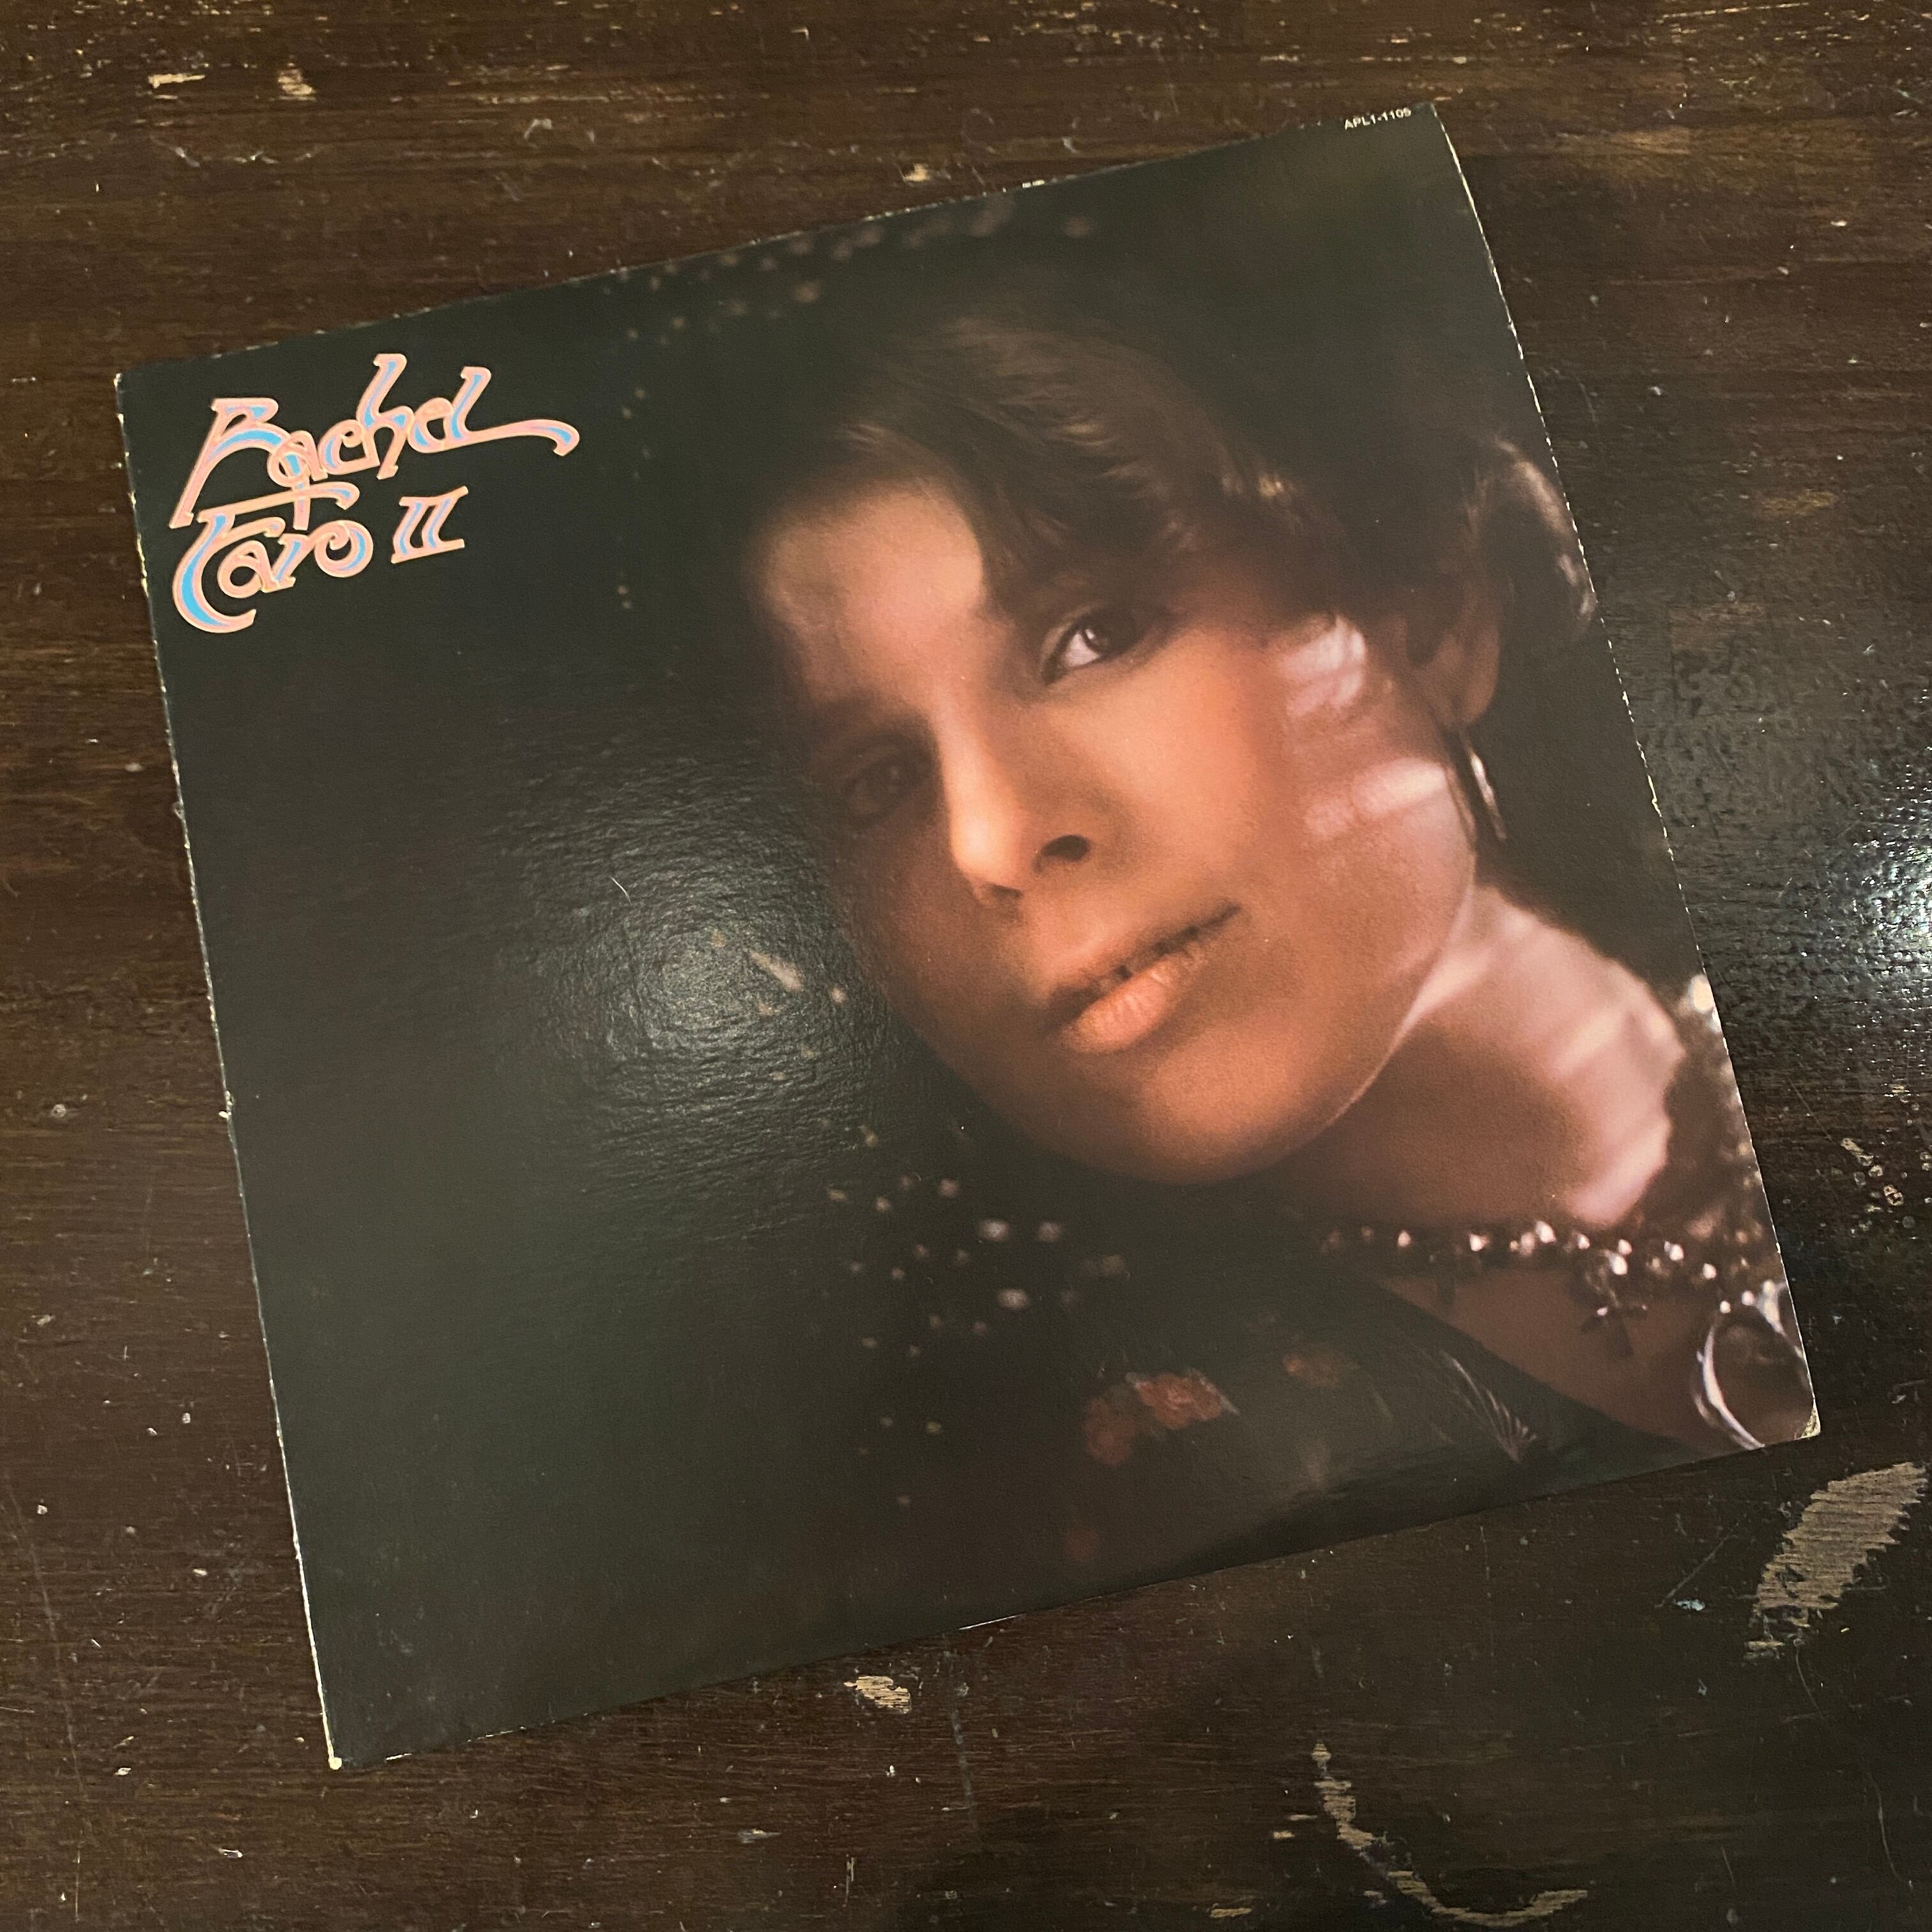 APL1-1105
Rachel
Faro II